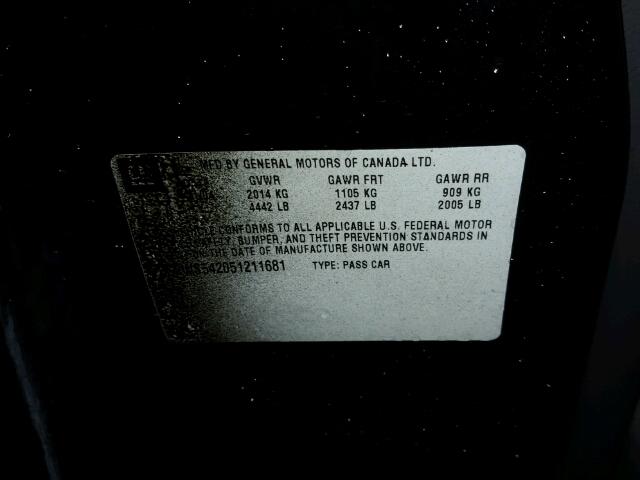 MFD BY GENERAL MOTORS OF CANADA LTD.
GVWR GAWR FRT GAWR RR
2014 KG 1105 KG 909 KG
4442 LB 2437 LB 2005 LB
CONFORMS TO ALL APPLICABLE U.S. FEDERAL MOTOR
BUMPER, AND THEFT PREVENTION STANDARDS IN
ON THE DATE OF MANUFACTURE SHOWN ABOVE.
TYPE: PASS CAR